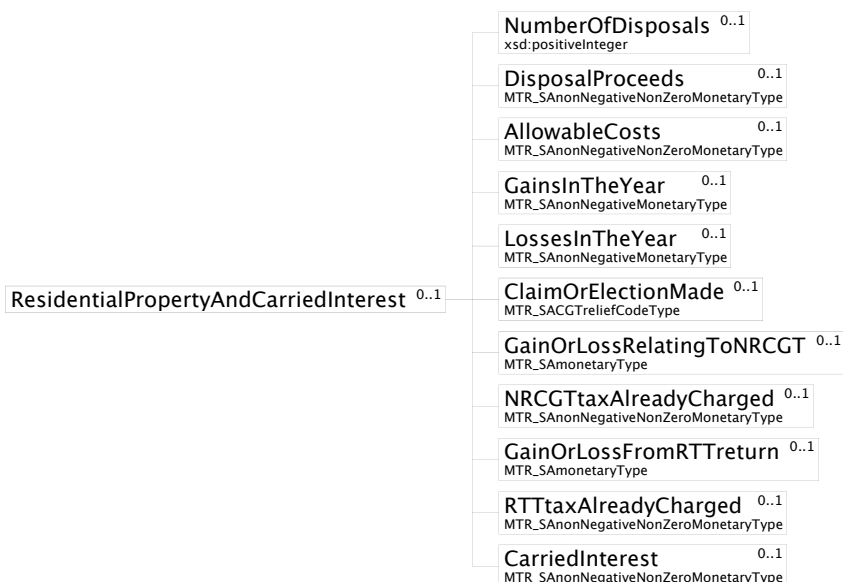 NumberOfDisposals 0..1
xsd:positiveInteger
DisposalProceeds 0..1
MTR_SAnonNegativeNonZeroMonetaryType
AllowableCosts 0..1
MTR_SAnonNegativeNonZeroMonetaryType
GainsInTheYear 0..1
MTR_SAnonNegativeMonetaryType
LossesInTheYear 0..1
MTR_SAnonNegativeMonetaryType
ResidentialPropertyAndCarriedInterest 0..1
ClaimOrElectionMade 0..1
MTR_SACGTreliefCodeType
GainOrLossRelatingToNRCGT 0..1
MTR_SAmonetaryType
NRCGTtaxAlreadyCharged 0..1
MTR_SAnonNegativeNonZeroMonetaryType
GainOrLossFromRTTreturn 0..1
MTR_SAmonetaryType
RTTtaxAlreadyCharged 0..1
MTR_SAnonNegativeNonZeroMonetaryType
CarriedInterest 0..1
MTR_SAnonNegativeNonZeroMonetaryType